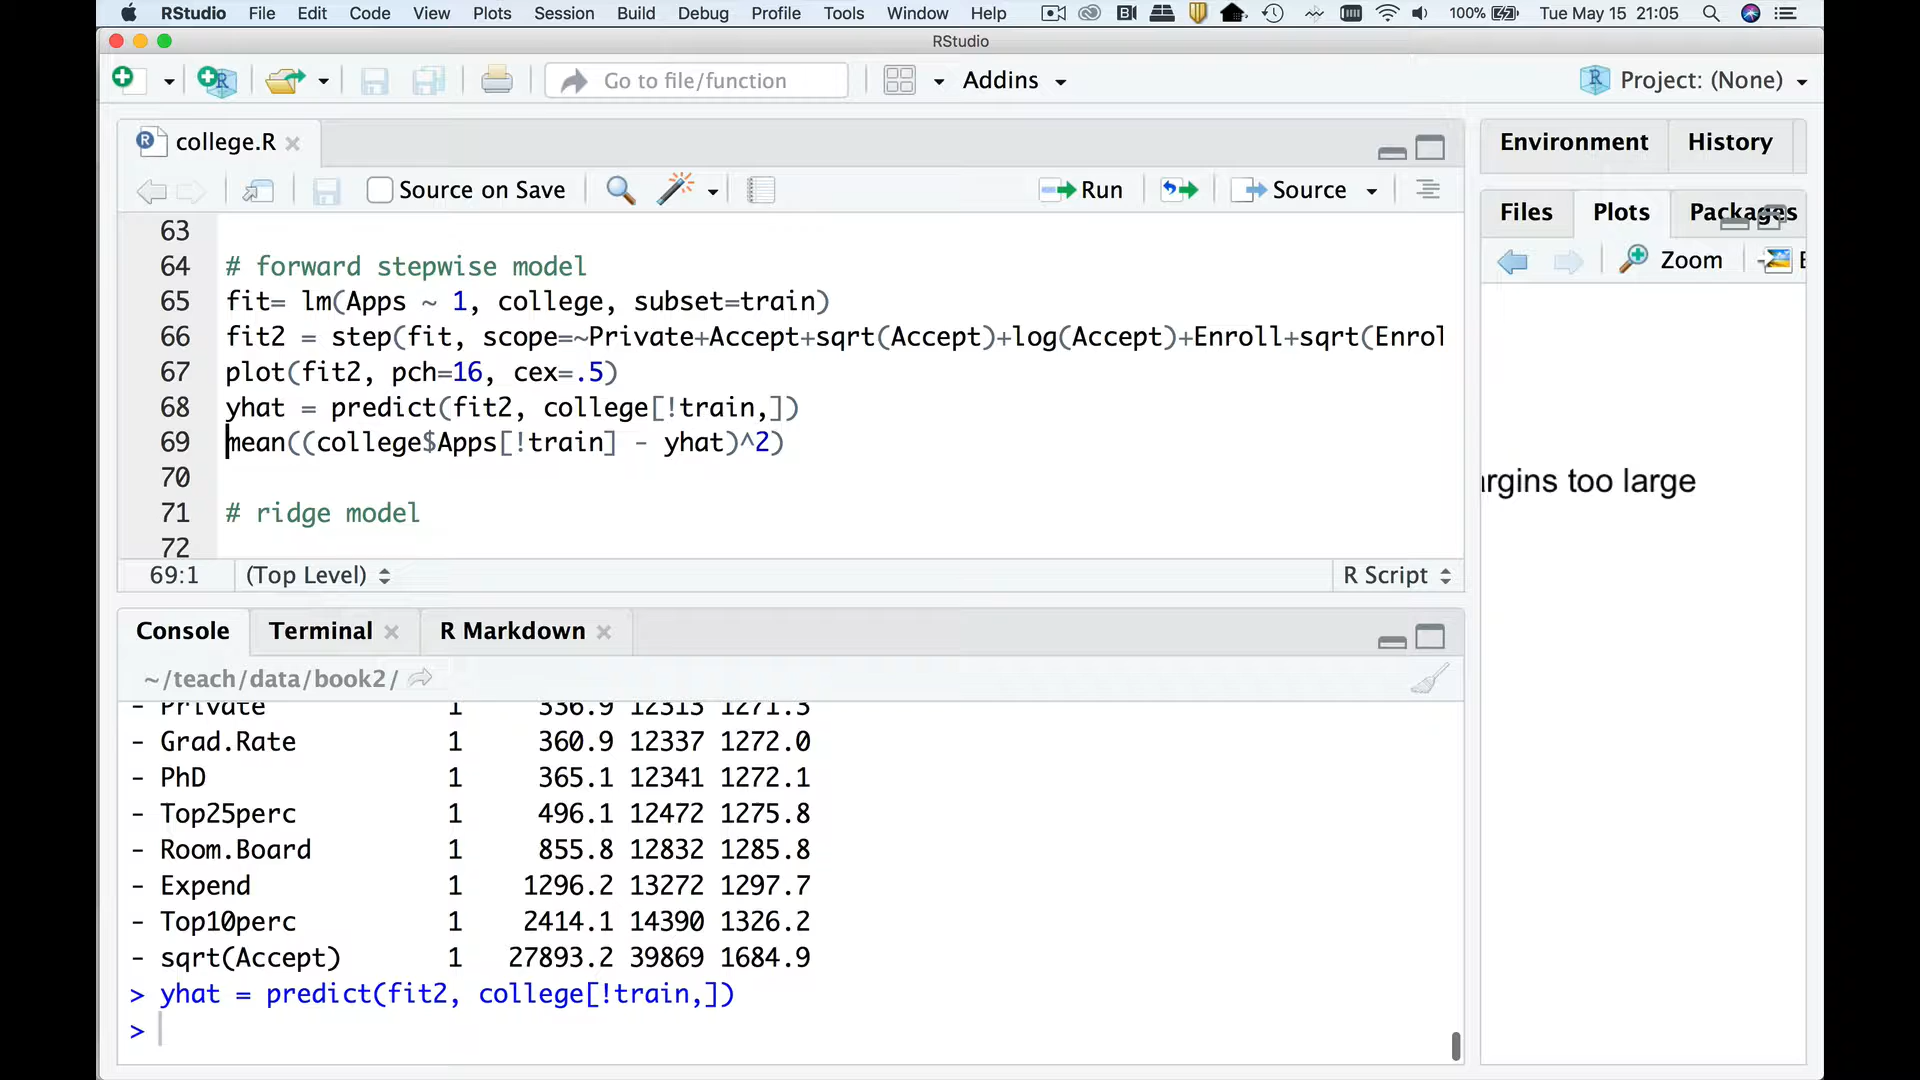 RStudio File Edit Code View Plots Session Build Debug Profile Tools Window Help 100% Tue May 15 21:05
RStudio
Go to file/function Addins Project: (None)
college.R
Source on Save Run Source
63
64 # forward stepwise model
65 fit= lm(Apps ~ 1, college, subset=train)
66 fit2 = step(fit, scope=~Private+Accept+sqrt(Accept)+log(Accept)+Enroll+sqrt(Enrol
67 plot(fit2, pch=16, cex=.5)
68 yhat = predict(fit2, college[!train,])
69 mean((college$Apps[!train] - yhat)^2)
70
71 # ridge model
72
69:1 (Top Level) R Script
Console Terminal R Markdown
~/teach/data/book2/
- Private 1 336.9 12313 1271.3
- Grad.Rate 1 360.9 12337 1272.0
- PhD 1 365.1 12341 1272.1
- Top25perc 1 496.1 12472 1275.8
- Room.Board 1 855.8 12832 1285.8
- Expend 1 1296.2 13272 1297.7
- Top10perc 1 2414.1 14390 1326.2
- sqrt(Accept) 1 27893.2 39869 1684.9
> yhat = predict(fit2, college[!train,])
>
Environment History
Files Plots Packages
Zoom E
rgins too large